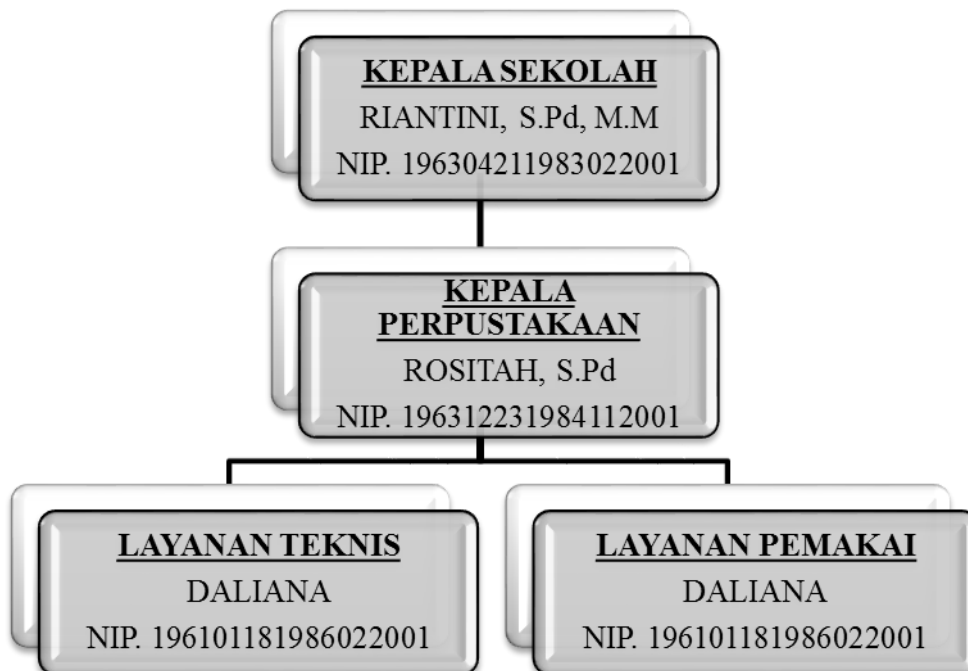 KEPALA SEKOLAH
RIANTINI, S.Pd, M.M
NIP. 196304211983022001
KEPALA
PERPUSTAKAAN
ROSITAH, S.Pd
NIP. 196312231984112001
LAYANAN TEKNIS
DALIANA
NIP. 196101181986022001
LAYANAN PEMAKAI
DALIANA
NIP. 196101181986022001